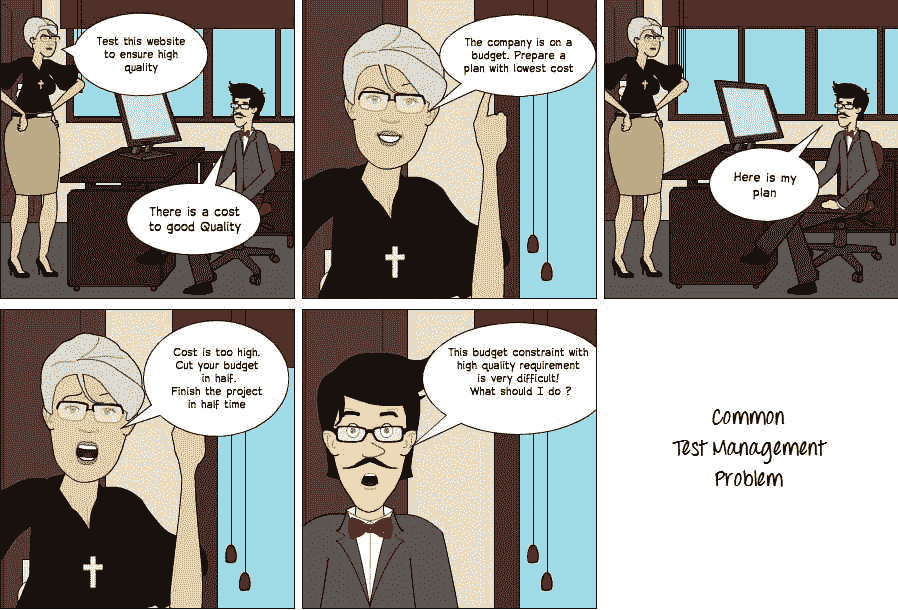 Test this website
to ensure high
quality
There is a cost
to good Quality
The company is on a
budget. Prepare a
plan with lowest cost
Here is my
plan
Cost is too high.
Cut your budget
in half.
Finish the project
in half time
This budget constraint with
high quality requirement
is very difficult!
What should I do ?
Common
Test Management
Problem